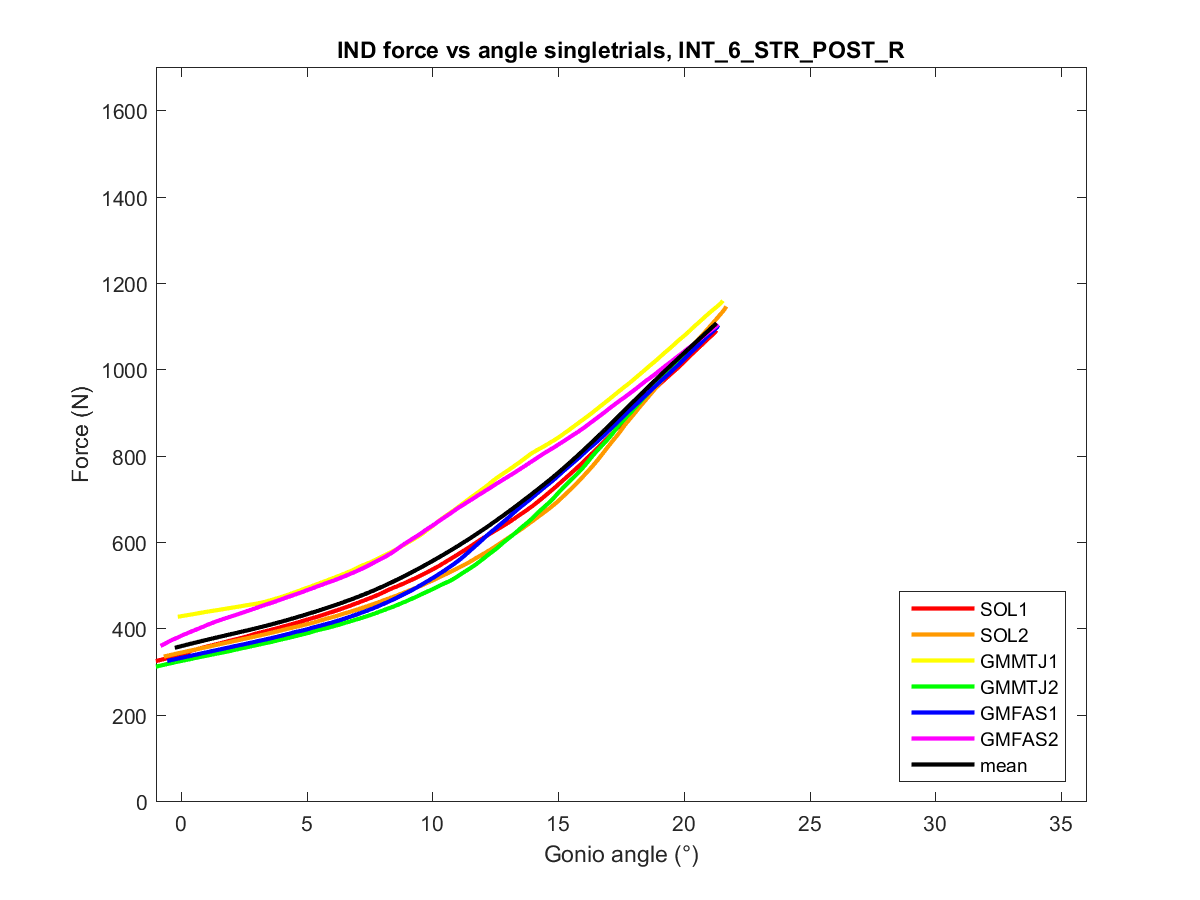 IND force vs angle singletrials, INT_6_STR_POST_R
Force (N)
1600
1400
1200
1000
800
600
400
200
0
0 5 10 15 20 25 30 35
Gonio angle (°)
SOL1
SOL2
GMMTJ1
GMMTJ2
GMFAS1
GMFAS2
mean